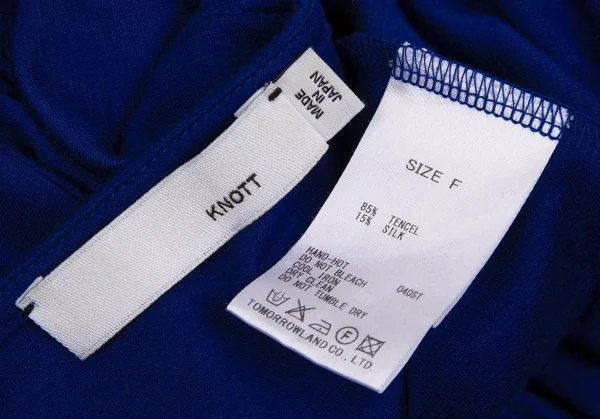 MADE
IN
JAPAN
KNOTT
SIZE F
85% TENCEL
15% SILK
HAND-HOT
DO NOT BLEACH
COOL IRON
DRY CLEAN
DO NOT TUMBLE DRY
040ST
F
TOMORROWLAND CO., LTD.